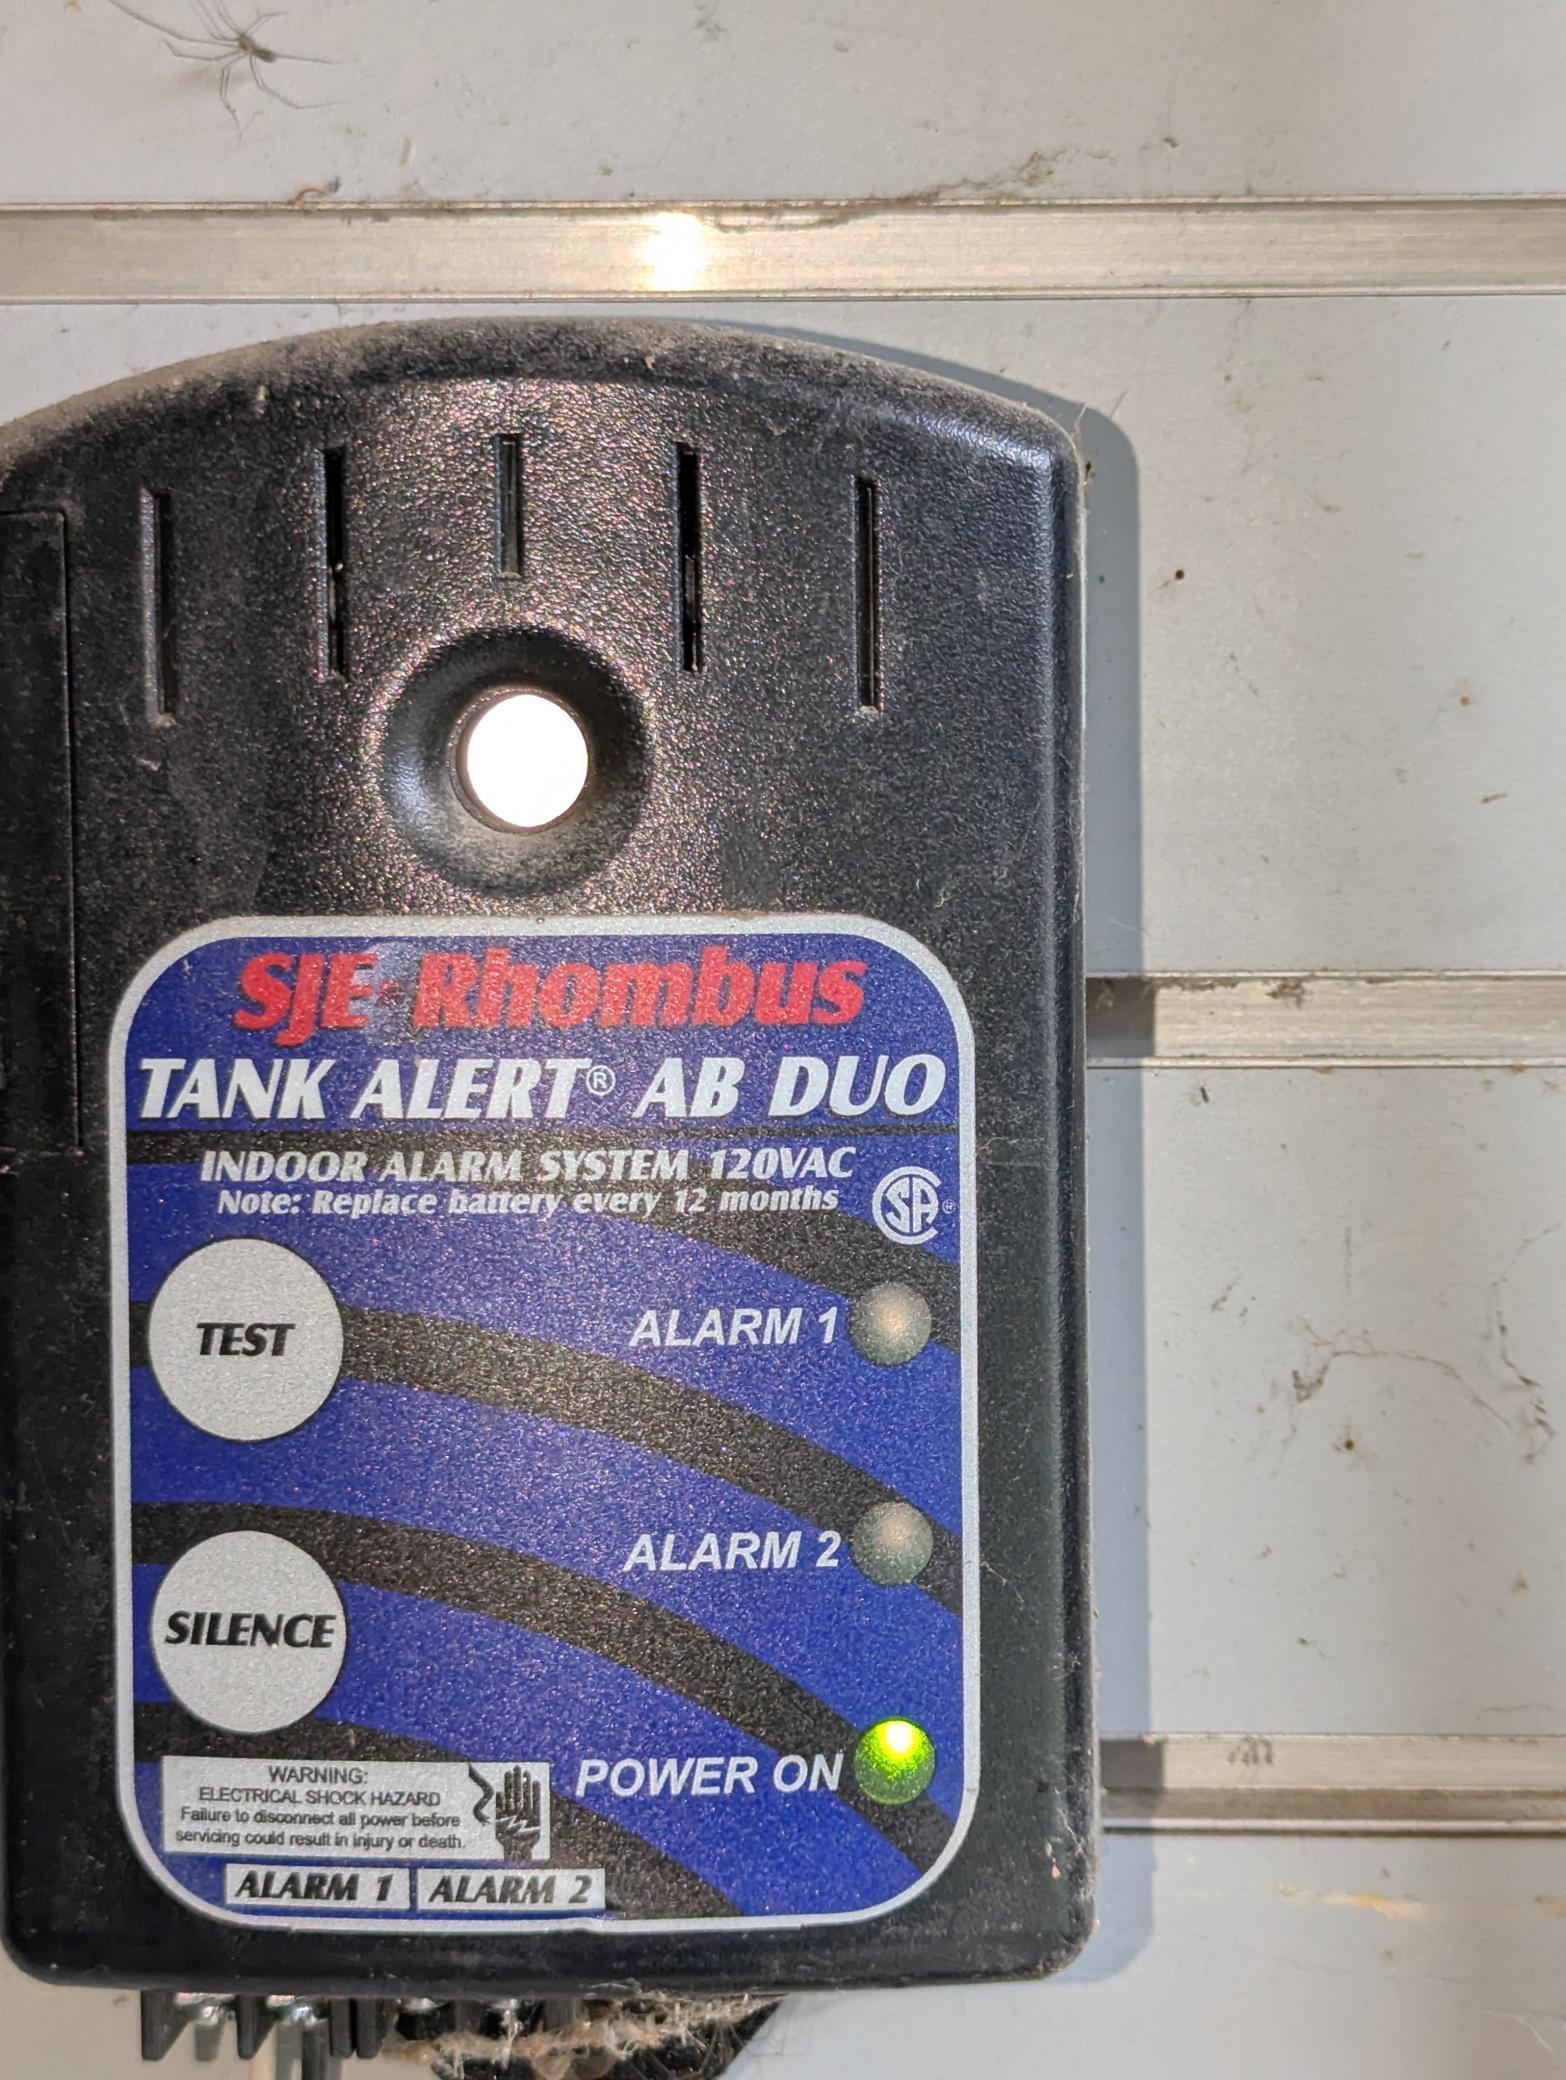 SJE-Rhombus
TANK ALERT® AB DUO
INDOOR ALARM SYSTEM 120VAC
Note: Replace battery every 12 months
SA®
TEST
ALARM 1
ALARM 2
SILENCE
POWER ON
WARNING:
ELECTRICAL SHOCK HAZARD
Failure to disconnect all power before
servicing could result in injury or death.
ALARM 1 ALARM 2